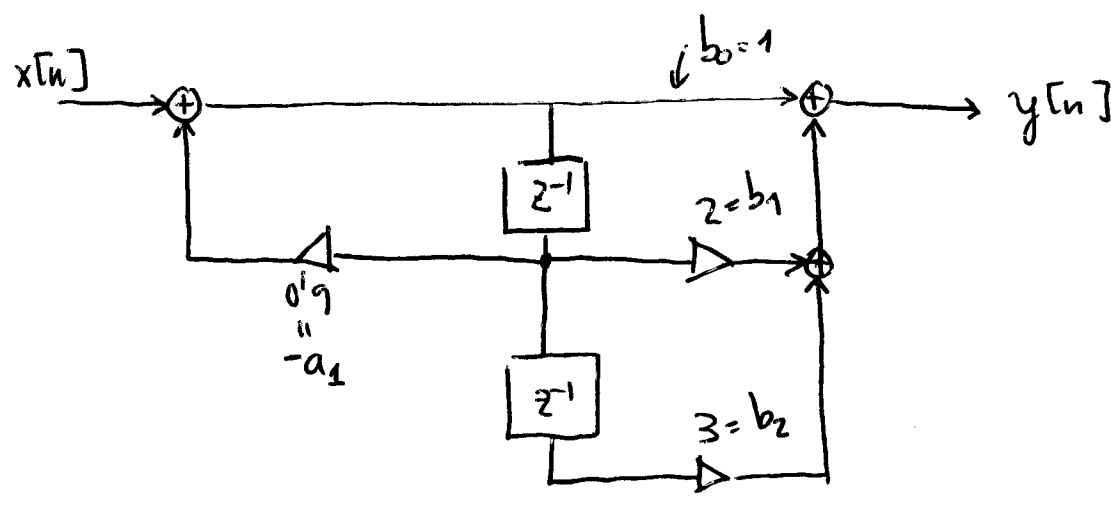 x[n]
b₀=1
y[n]
z⁻¹
2=b₁
0'9
"
-a₁
z⁻¹
3=b₂